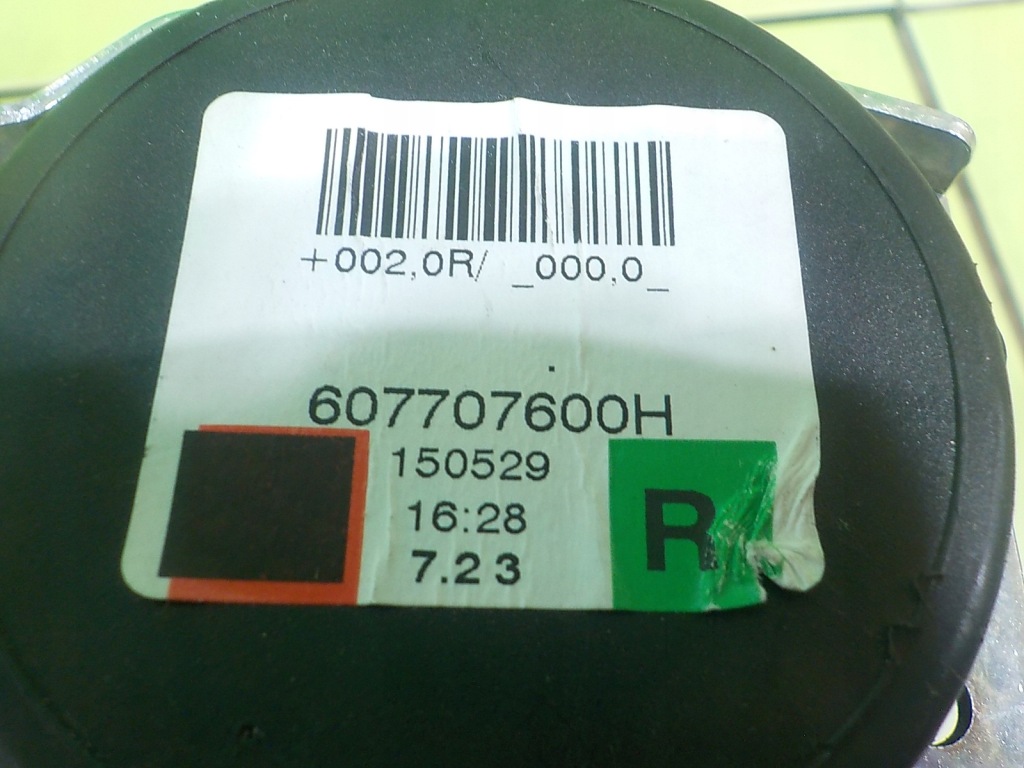 +002,0R/ _000,0_
607707600H
150529
16:28
7.2 3
R